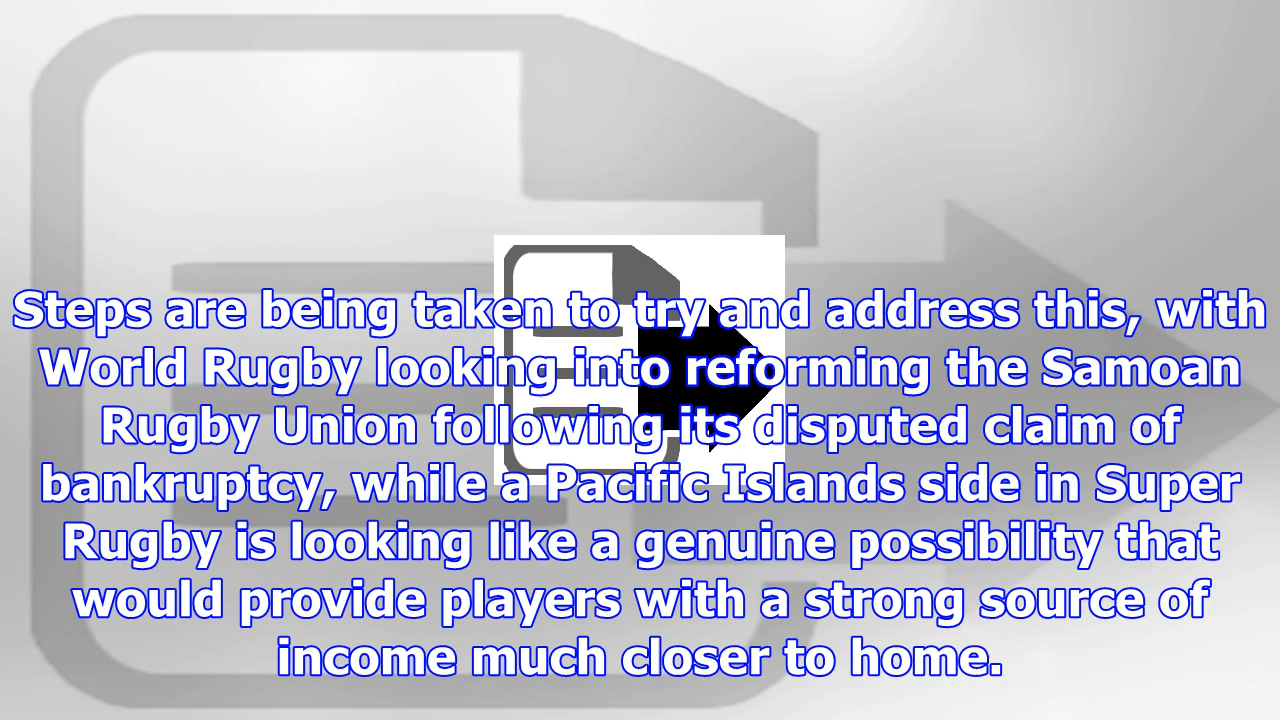 Steps are being taken to try and address this, with
World Rugby looking into reforming the Samoan
Rugby Union following its disputed claim of
bankruptcy, while a Pacific Islands side in Super
Rugby is looking like a genuine possibility that
would provide players with a strong source of
income much closer to home.